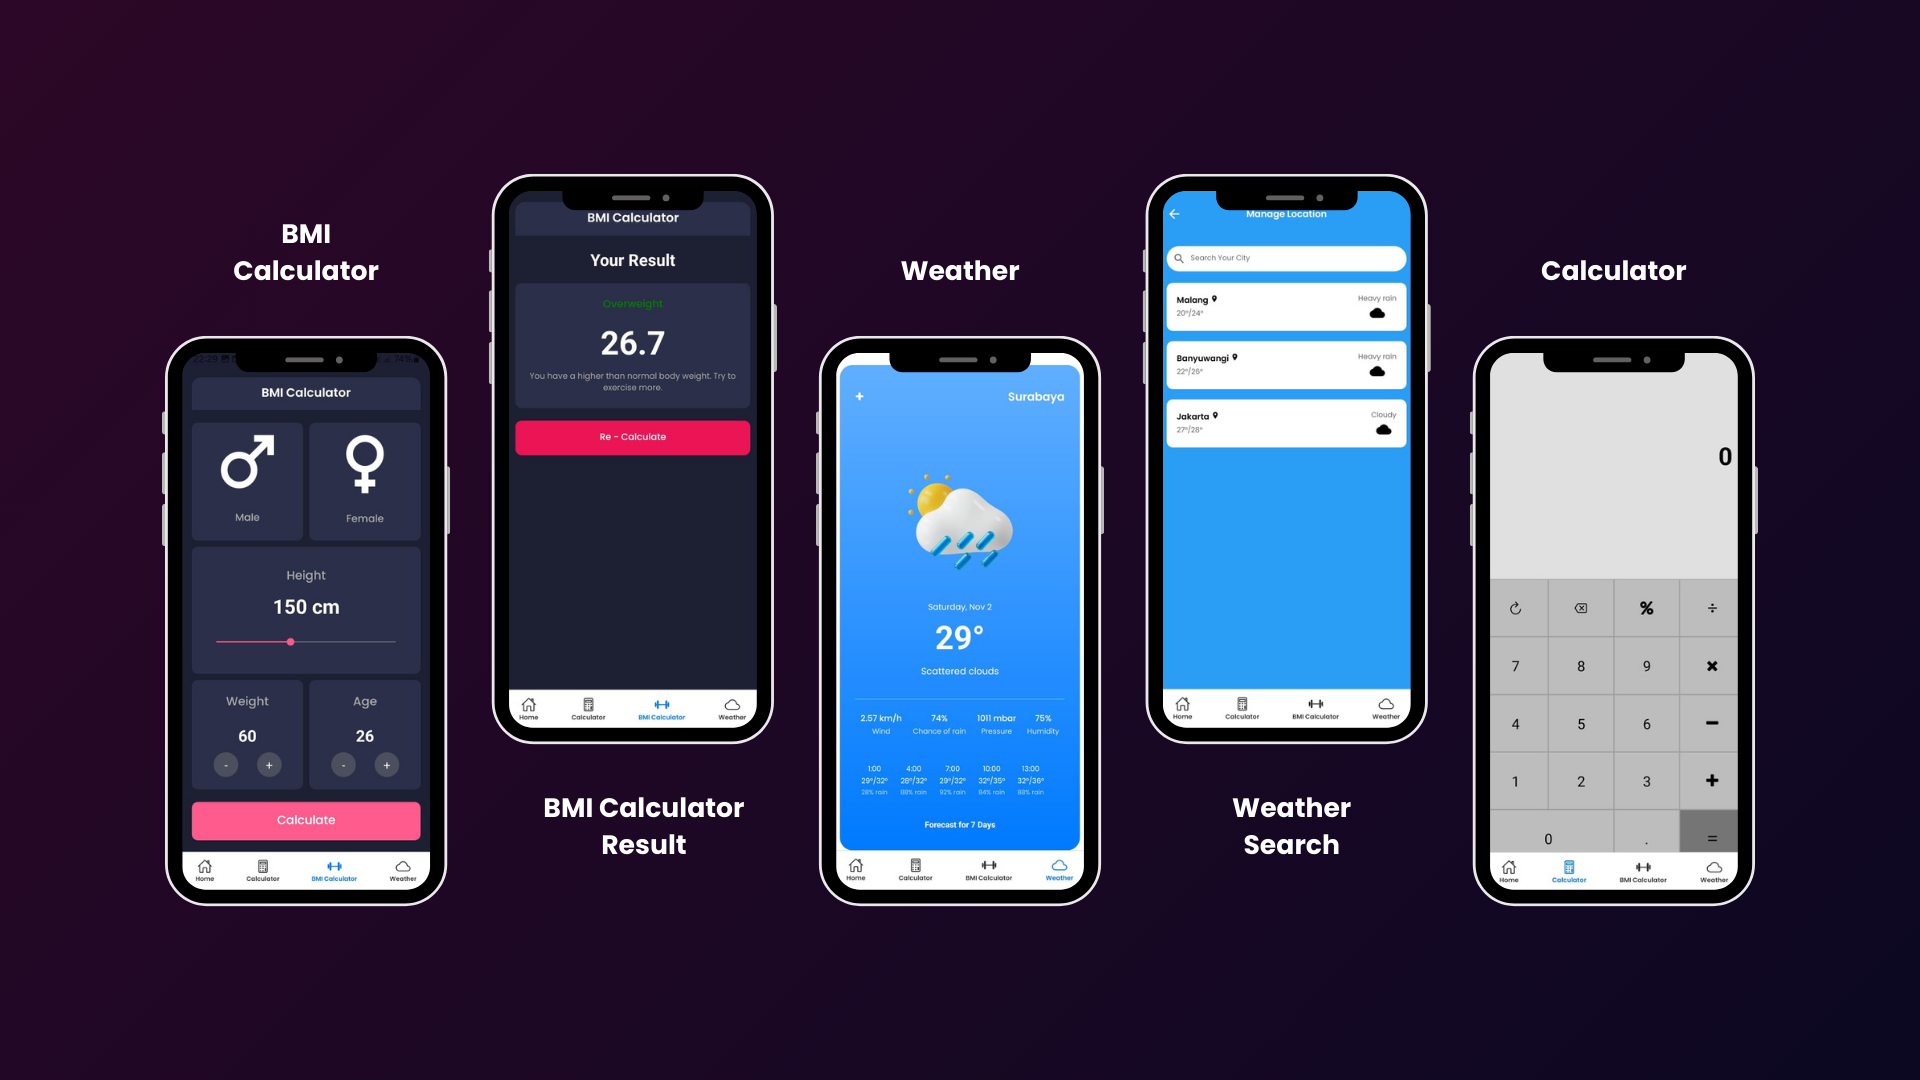 BMI
Calculator
22:29
74%
BMI Calculator
Male
Female
Height
150 cm
Weight
Age
60
26
- +
- +
Calculate
Home Calculator BMI Calculator Weather
BMI Calculator
Your Result
Overweight
26.7
You have a higher than normal body weight. Try to
exercise more.
Re - Calculate
Home Calculator BMI Calculator Weather
BMI Calculator
Result
Weather
+ Surabaya
Saturday, Nov 2
29°
Scattered clouds
2.57 km/h 74% 1011 mbar 75%
Wind Chance of rain Pressure Humidity
1:00 4:00 7:00 10:00 13:00
29°/32° 28°/32° 29°/32° 32°/35° 32°/36°
28% rain 88% rain 92% rain 84% rain 88% rain
Forecast for 7 Days
Home Calculator BMI Calculator Weather
Manage Location
Search Your City
Malang Heavy rain
20°/24°
Banyuwangi Heavy rain
22°/26°
Jakarta Cloudy
27°/28°
Home Calculator BMI Calculator Weather
Weather
Search
Calculator
0
% ÷
7 8 9 ×
4 5 6 −
1 2 3 +
0 . =
Home Calculator BMI Calculator Weather